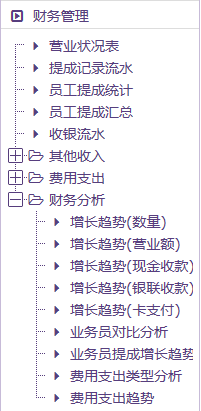 财务管理
营业状况表
提成记录流水
员工提成统计
员工提成汇总
收银流水
其他收入
费用支出
财务分析
增长趋势(数量)
增长趋势(营业额)
增长趋势(现金收款)
增长趋势(银联收款)
增长趋势(卡支付)
业务员对比分析
业务员提成增长趋势
费用支出类型分析
费用支出趋势